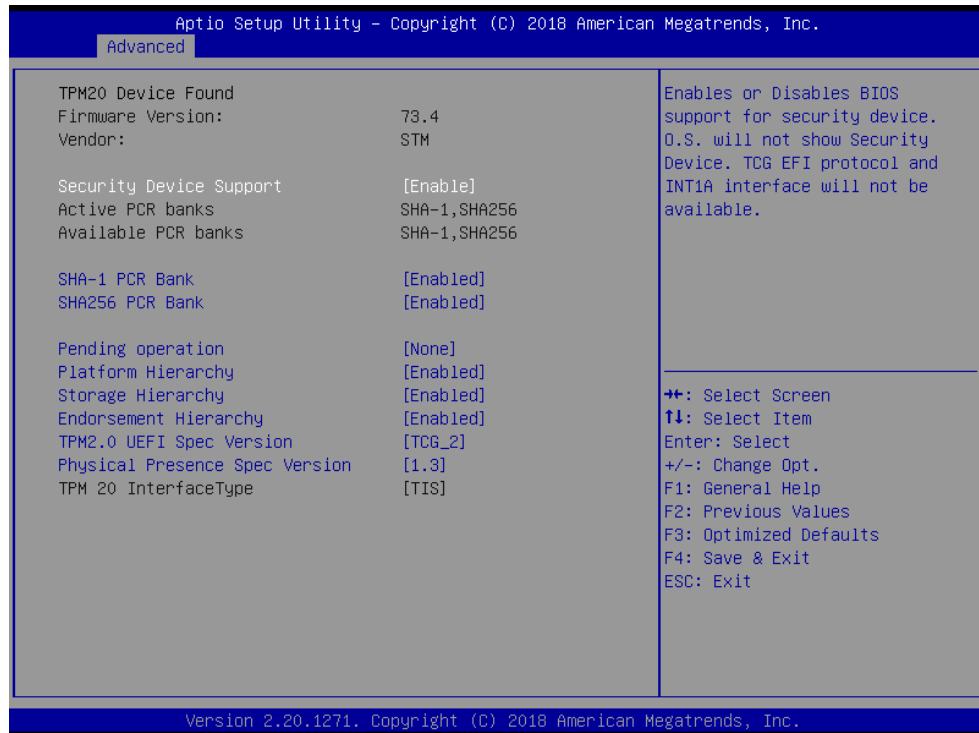 Aptio Setup Utility – Copyright (C) 2018 American Megatrends, Inc.
Advanced
TPM20 Device Found
Firmware Version: 73.4
Vendor: STM
Security Device Support [Enable]
Active PCR banks SHA-1,SHA256
Available PCR banks SHA-1,SHA256
SHA-1 PCR Bank [Enabled]
SHA256 PCR Bank [Enabled]
Pending operation [None]
Platform Hierarchy [Enabled]
Storage Hierarchy [Enabled]
Endorsement Hierarchy [Enabled]
TPM2.0 UEFI Spec Version [TCG_2]
Physical Presence Spec Version [1.3]
TPM 20 InterfaceType [TIS]
Enables or Disables BIOS
support for security device.
O.S. will not show Security
Device. TCG EFI protocol and
INT1A interface will not be
available.
→←: Select Screen
↑↓: Select Item
Enter: Select
+/-: Change Opt.
F1: General Help
F2: Previous Values
F3: Optimized Defaults
F4: Save & Exit
ESC: Exit
Version 2.20.1271. Copyright (C) 2018 American Megatrends, Inc.